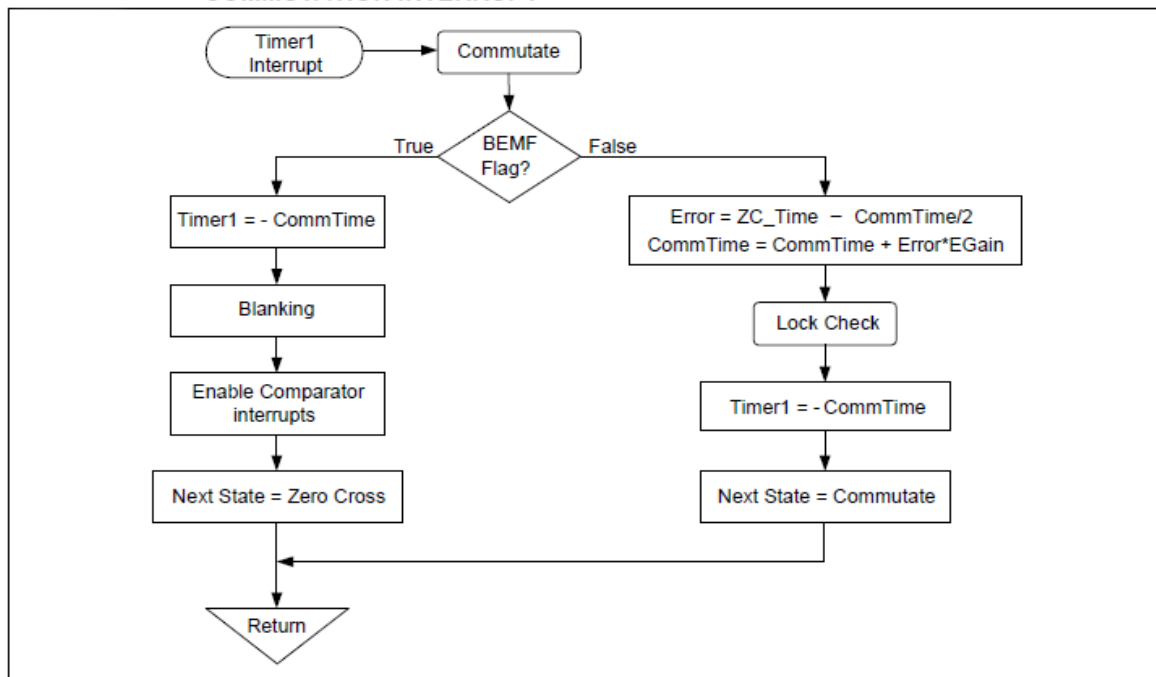 Timer1
Interrupt
Commutate
BEMF
Flag?
True
False
Timer1 = - CommTime
Blanking
Enable Comparator
interrupts
Next State = Zero Cross
Error = ZC_Time – CommTime/2
CommTime = CommTime + Error*EGain
Lock Check
Timer1 = - CommTime
Next State = Commutate
Return